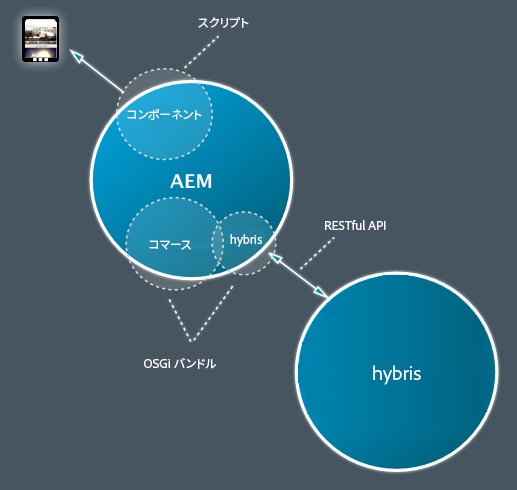 スクリプト
コンポーネント
AEM
コマース
hybris
RESTful API
OSGi バンドル
hybris